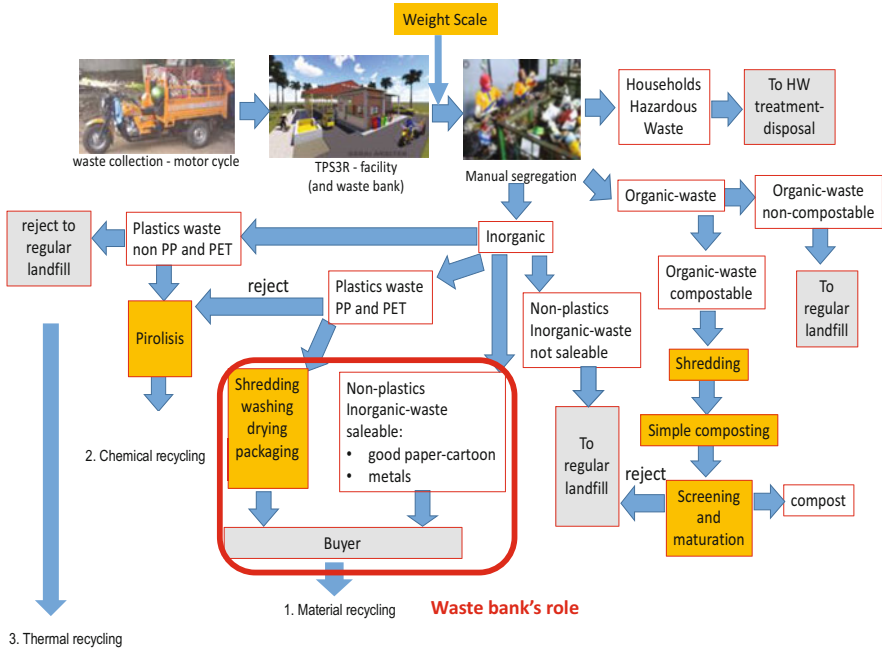 Weight Scale
waste collection - motor cycle
TPS3R - facility
(and waste bank)
Manual segregation
Households
Hazardous
Waste
To HW
treatment-
disposal
Organic-waste
Organic-waste
non-compostable
reject to
regular
landfill
Plastics waste
non PP and PET
Inorganic
Organic-waste
compostable
To
regular
landfill
Pirolisis
reject
Plastics waste
PP and PET
Non-plastics
Inorganic-waste
not saleable
Shredding
Shredding
washing
drying
packaging
Non-plastics
Inorganic-waste
saleable:
• good paper-cartoon
• metals
Simple composting
2. Chemical recycling
To
regular
landfill
reject
Screening
and
maturation
compost
Buyer
1. Material recycling
Waste bank's role
3. Thermal recycling